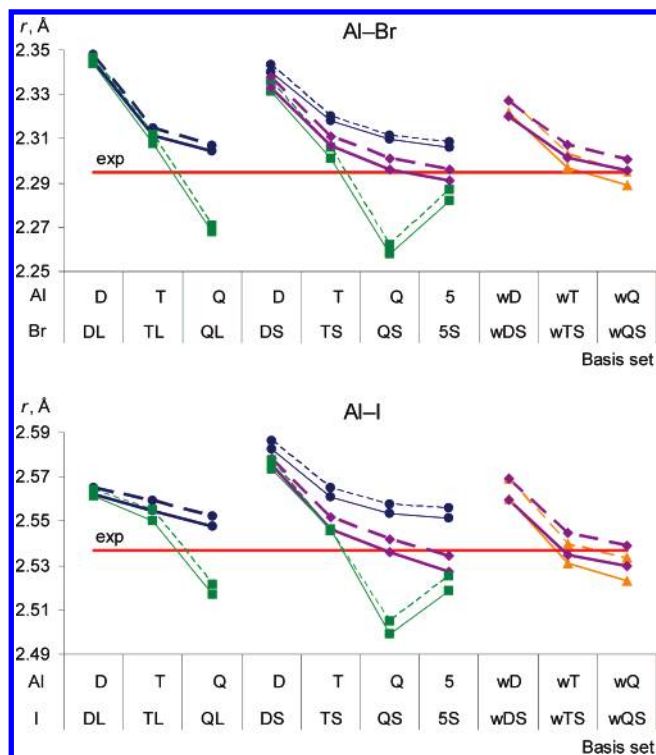 r, Å
Al–Br
2.35
2.33
2.31
exp
2.29
2.27
2.25
Al D T Q D T Q 5 wD wT wQ
Br DL TL QL DS TS QS 5S wDS wTS wQS
Basis set
r, Å
Al–I
2.59
2.57
2.55
exp
2.53
2.51
2.49
Al D T Q D T Q 5 wD wT wQ
I DL TL QL DS TS QS 5S wDS wTS wQS
Basis set